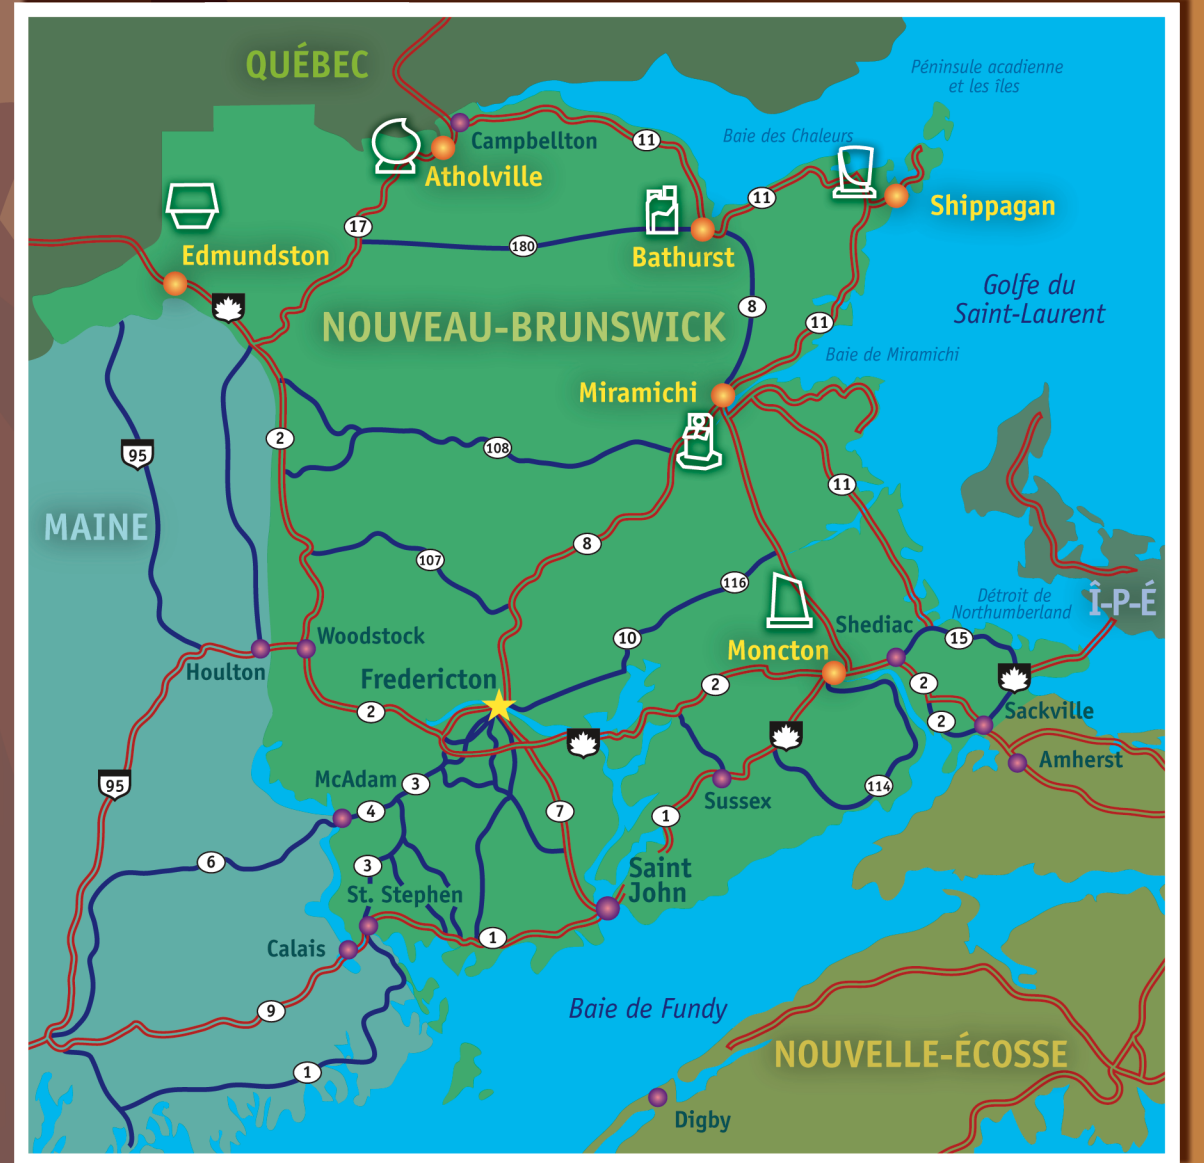 QUÉBEC
Péninsule acadienne
et les îles
Campbellton
11
Baie des Chaleurs
Atholville
11
Shippagan
17
180
Bathurst
Edmundston
Golfe du
Saint-Laurent
8
NOUVEAU-BRUNSWICK
11
Baie de Miramichi
Miramichi
2
95
108
11
MAINE
8
107
116
Détroit de
Northumberland
Î-P-É
Woodstock
10
Shediac
15
Houlton
Moncton
Fredericton
2
2
2
Sackville
2
Amherst
McAdam
3
95
4
7
1
Sussex
114
6
3
Saint
John
St. Stephen
1
Calais
9
Baie de Fundy
NOUVELLE-ÉCOSSE
1
Digby